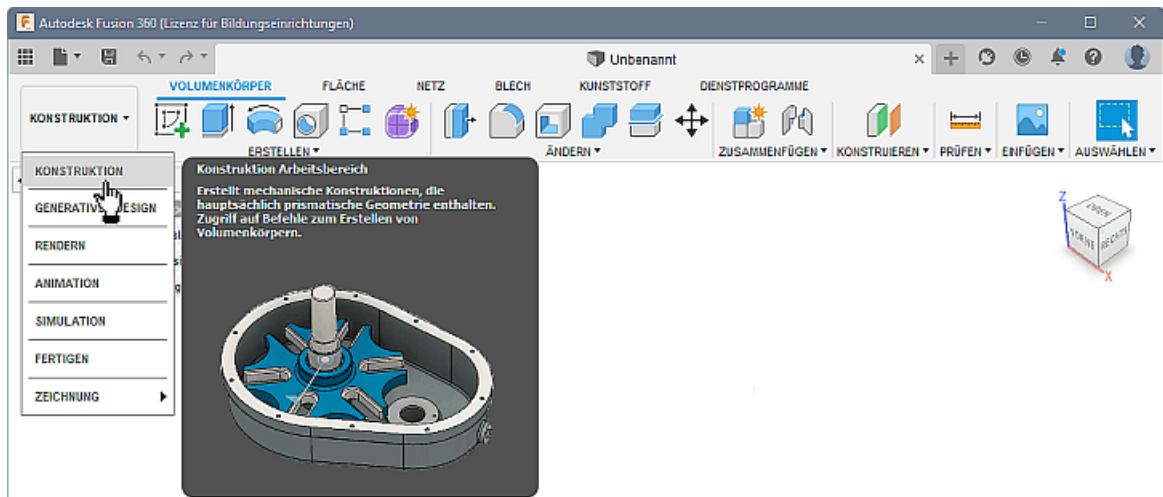 Autodesk Fusion 360 (Lizenz für Bildungseinrichtungen)
Unbenannt
VOLUMENKÖRPER FLÄCHE NETZ BLECH KUNSTSTOFF DIENSTPROGRAMME
KONSTRUKTION
ERSTELLEN ÄNDERN ZUSAMMENFÜGEN KONSTRUIEREN PRÜFEN EINFÜGEN AUSWÄHLEN
KONSTRUKTION
GENERATIVES DESIGN
RENDERN
ANIMATION
SIMULATION
FERTIGEN
ZEICHNUNG
Konstruktion Arbeitsbereich
Erstellt mechanische Konstruktionen, die
hauptsächlich prismatische Geometrie enthalten.
Zugriff auf Befehle zum Erstellen von
Volumenkörpern.
Z
OBEN
VORNE RECHTS
X